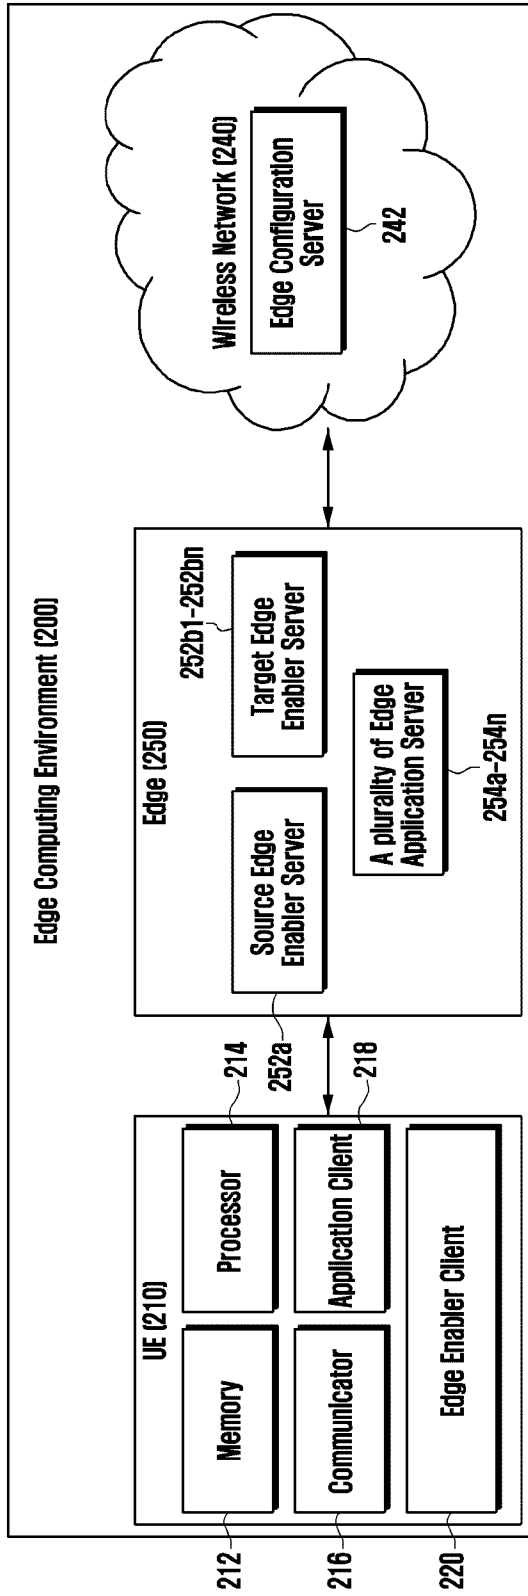 Edge Computing Environment (200)
UE (210)
Memory
212
Processor
214
Communicator
216
Application Client
218
Edge Enabler Client
220
Edge (250)
Source Edge
Enabler Server
252a
Target Edge
Enabler Server
252b1-252bn
A plurality of Edge
Application Server
254a-254n
Wireless Network (240)
Edge Configuration
Server
242